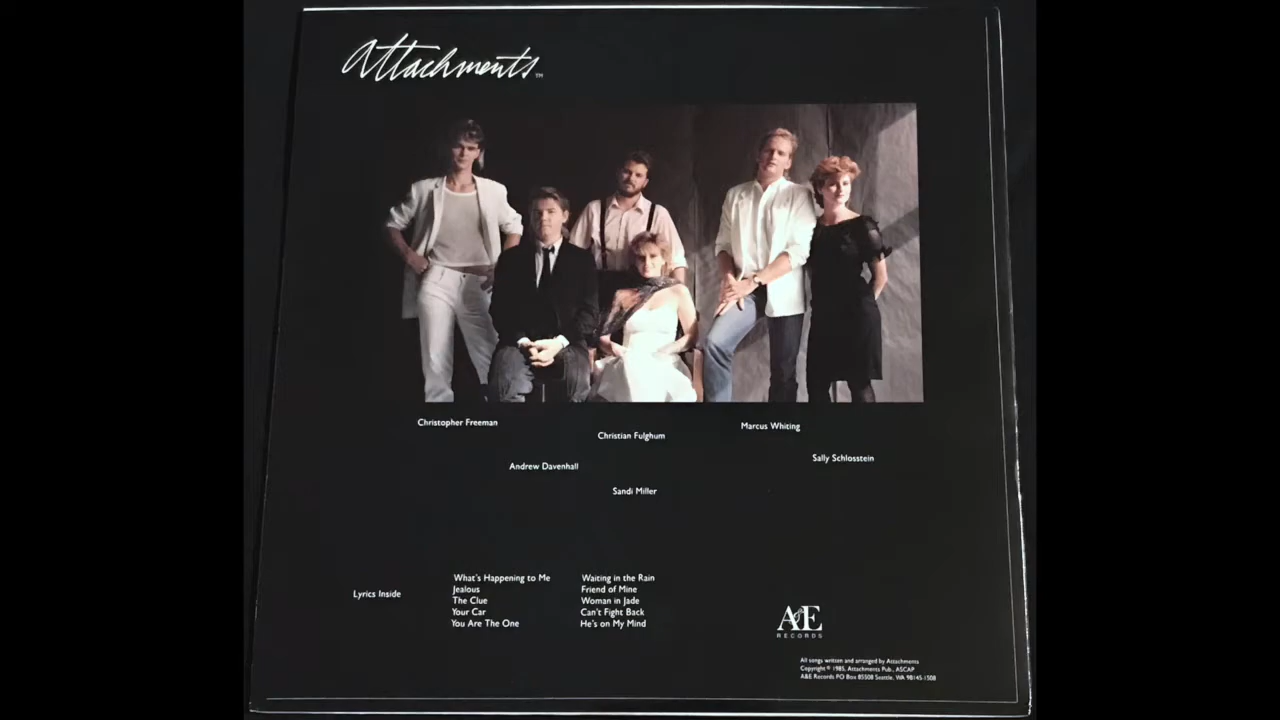 Attachments™
Christopher Freeman
Marcus Whiting
Christian Fulghum
Sally Schlosstein
Andrew Davenhall
Sandi Miller
Lyrics Inside
What's Happening to Me
Jealous
The Clue
Your Car
You Are The One
Waiting in the Rain
Friend of Mine
Woman in Jade
Can't Fight Back
He's on My Mind
A&E
RECORDS
All songs written and arranged by Attachments
Copyright © 1985, Attachments Pub., ASCAP
A&E Records PO Box 85508 Seattle, WA 98145-1508